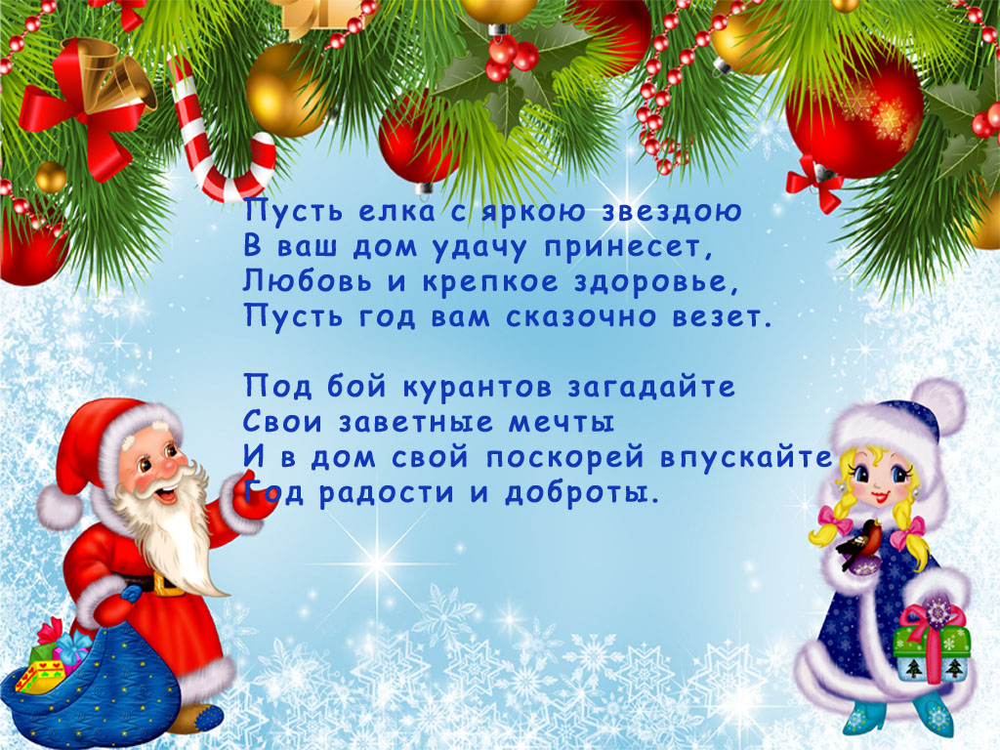 Пусть елка с яркою звездою
В ваш дом удачу принесет,
Любовь и крепкое здоровье,
Пусть год вам сказочно везет.
Под бой курантов загадайте
Свои заветные мечты
И в дом свой поскорей впускайте
Год радости и доброты.